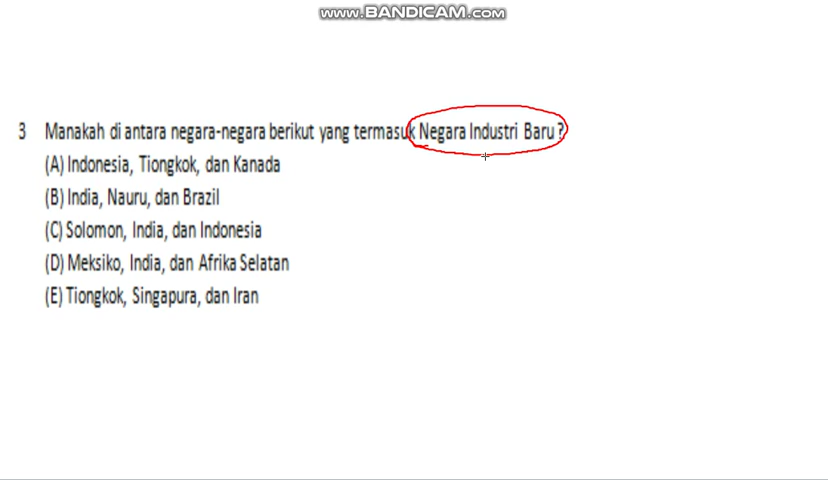 www.BANDICAM.com
3 Manakah di antara negara-negara berikut yang termasuk Negara Industri Baru ?
(A) Indonesia, Tiongkok, dan Kanada
(B) India, Nauru, dan Brazil
(C) Solomon, India, dan Indonesia
(D) Meksiko, India, dan Afrika Selatan
(E) Tiongkok, Singapura, dan Iran